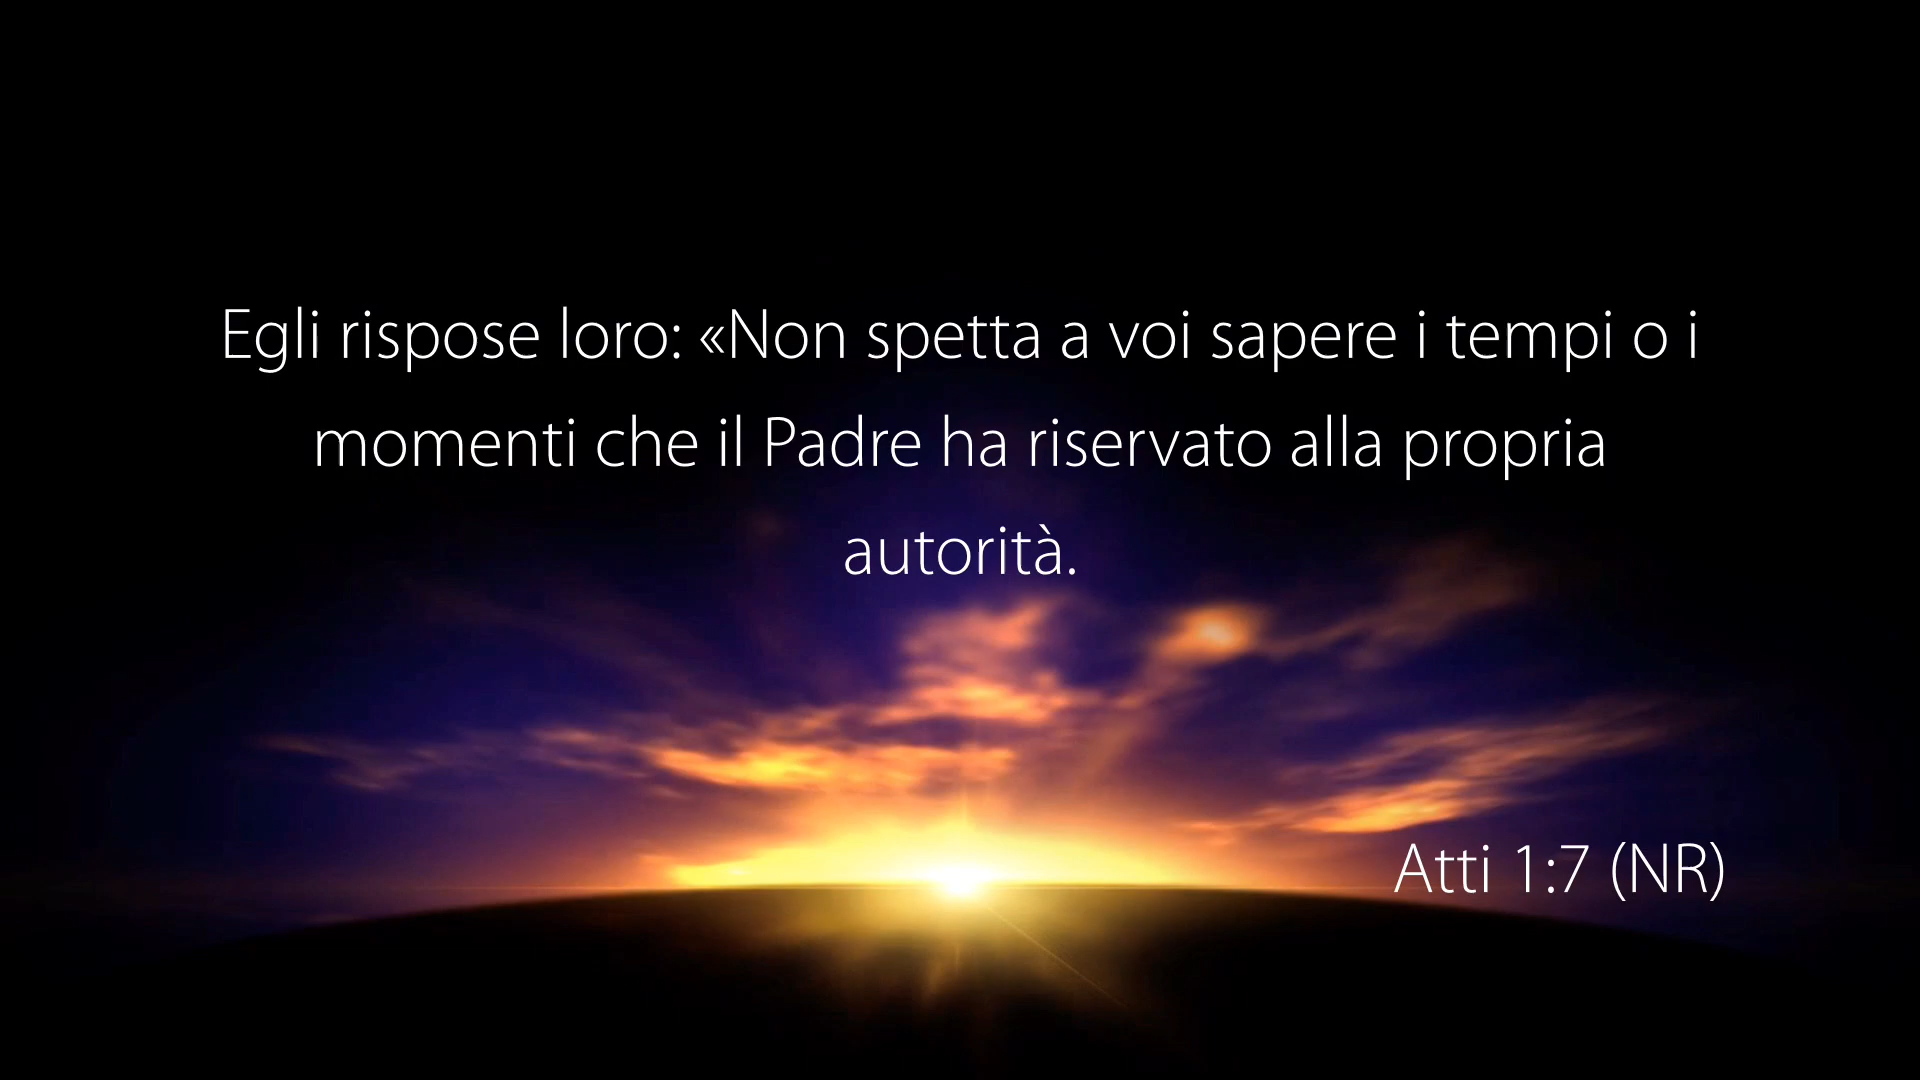 Egli rispose loro: «Non spetta a voi sapere i tempi o i
momenti che il Padre ha riservato alla propria
autorità.
Atti 1:7 (NR)